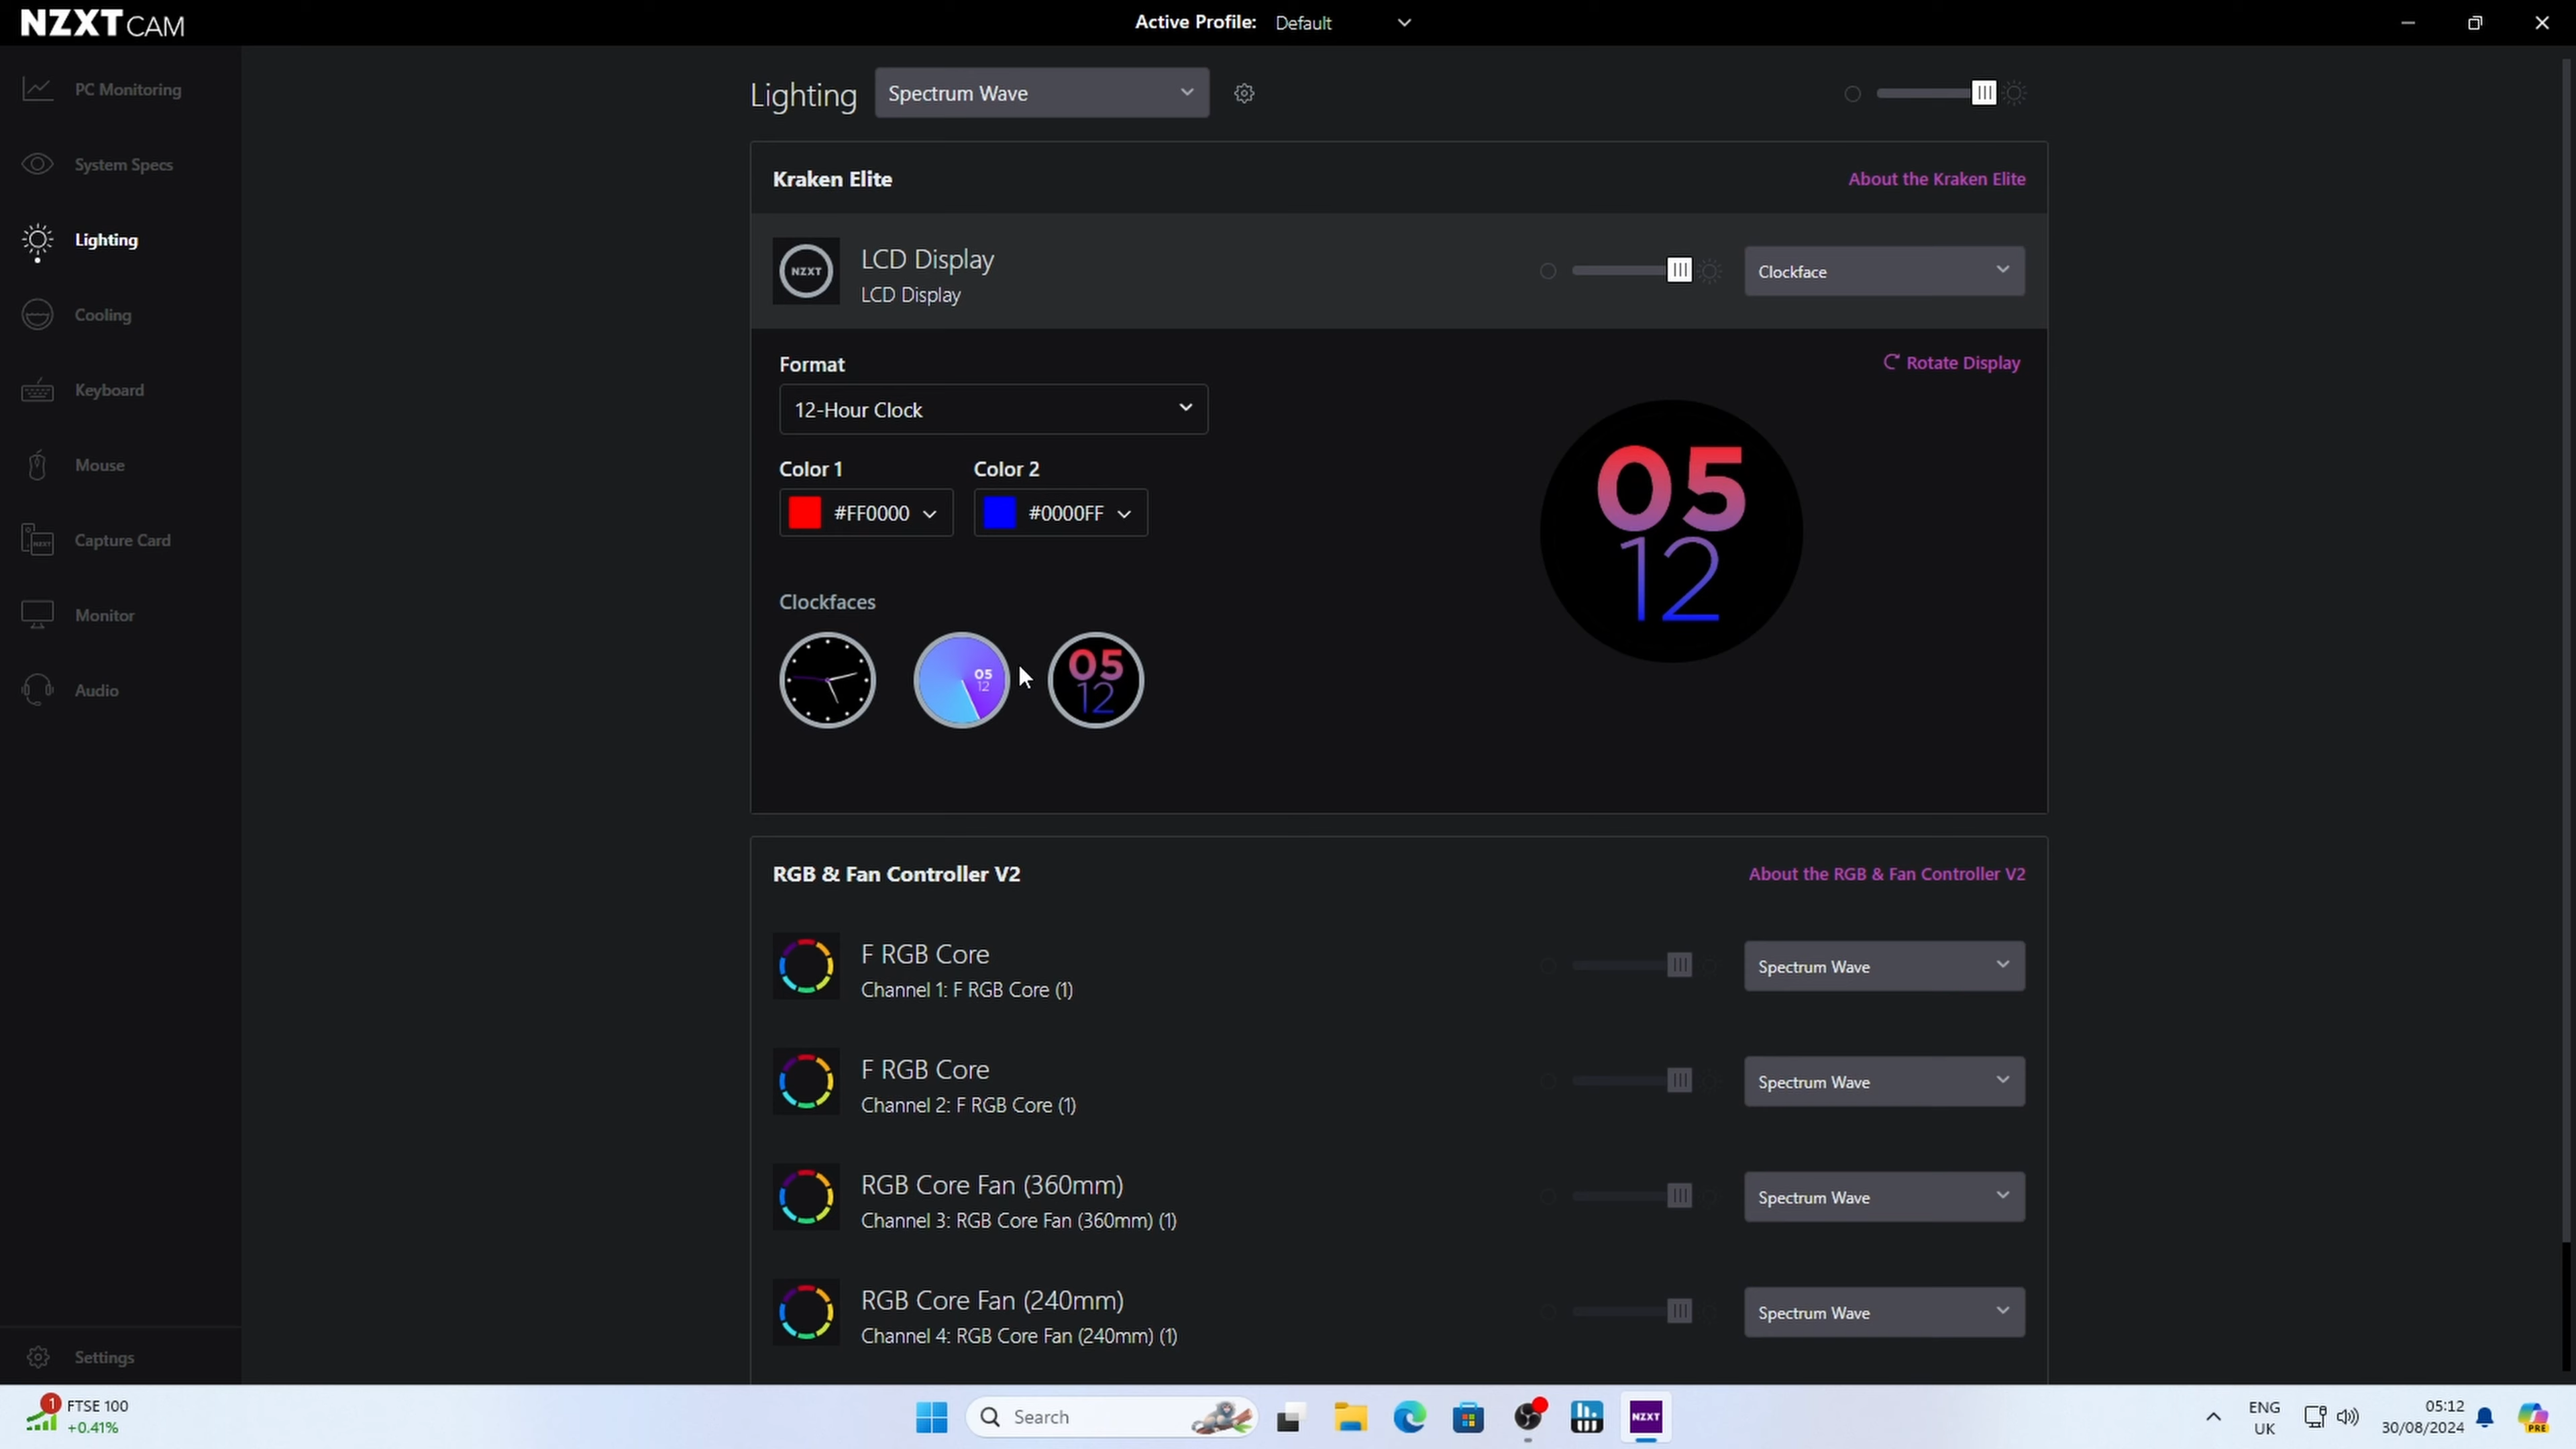 NZXT CAM
Active Profile: Default
PC Monitoring
System Specs
Lighting
Cooling
Keyboard
Mouse
Capture Card
Monitor
Audio
Settings
Lighting Spectrum Wave
Kraken Elite About the Kraken Elite
NZXT
LCD Display
LCD Display
Clockface
Format
Rotate Display
12-Hour Clock
Color 1 Color 2
#FF0000 #0000FF
05
12
Clockfaces
05
12
05
12
RGB & Fan Controller V2 About the RGB & Fan Controller V2
F RGB Core
Channel 1: F RGB Core (1)
Spectrum Wave
F RGB Core
Channel 2: F RGB Core (1)
Spectrum Wave
RGB Core Fan (360mm)
Channel 3: RGB Core Fan (360mm) (1)
Spectrum Wave
RGB Core Fan (240mm)
Channel 4: RGB Core Fan (240mm) (1)
Spectrum Wave
1
FTSE 100
+0.41%
Search
NZXT
ENG
UK
05:12
30/08/2024
PRE